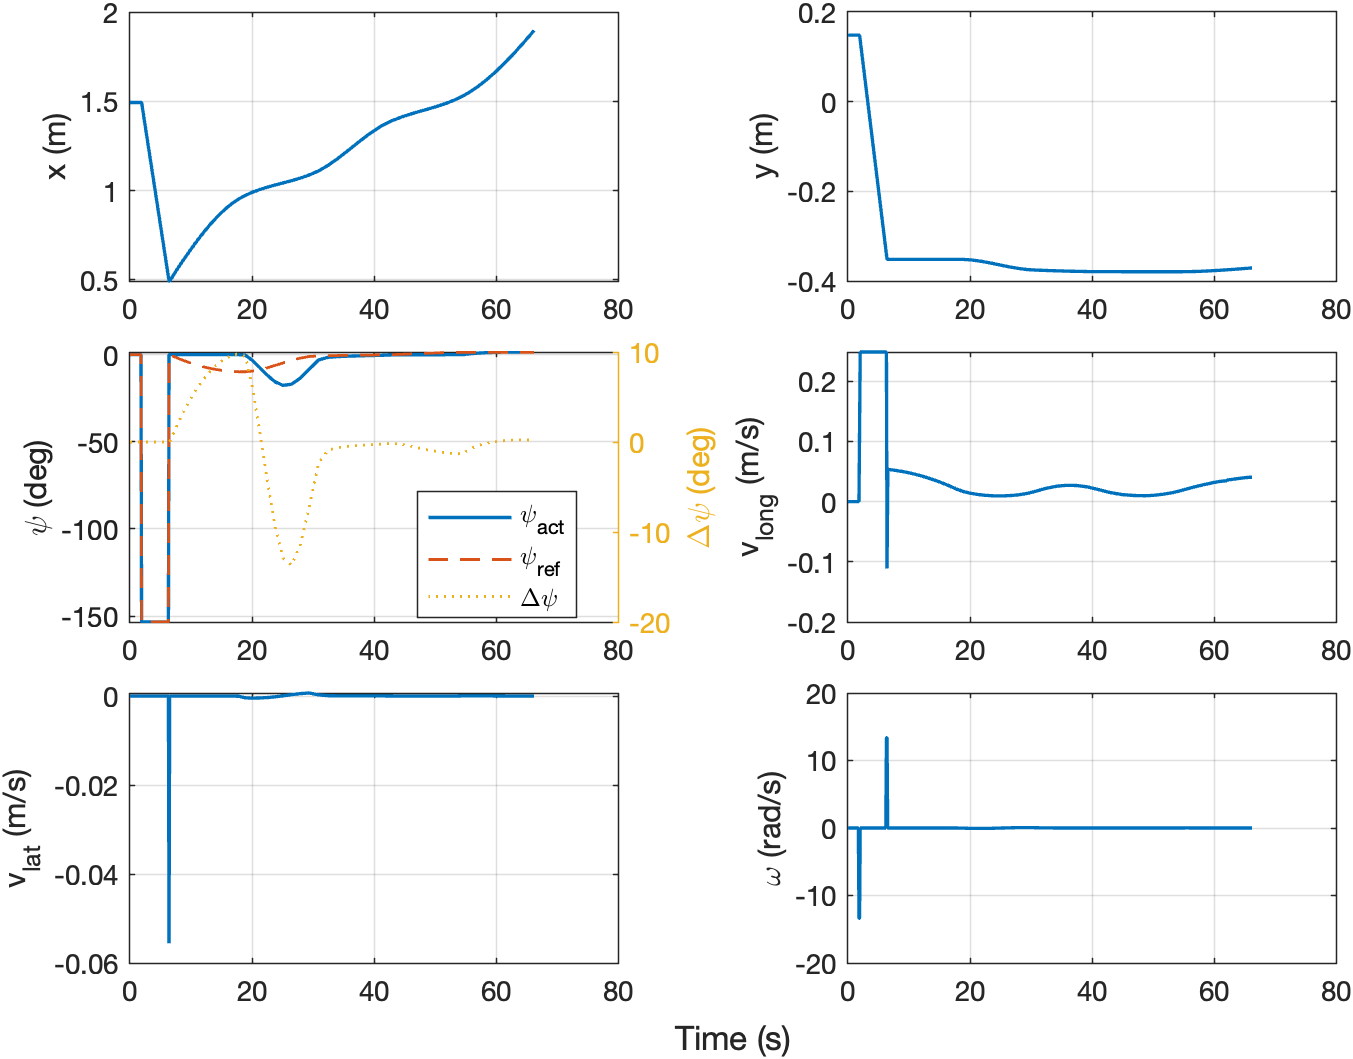 2
1.5
1
0.5
x (m)
0 20 40 60 80
0.2
0
-0.2
-0.4
y (m)
0 20 40 60 80
0
-50
-100
-150
ψ (deg)
10
0
-10
-20
Δψ (deg)
ψact
ψref
Δψ
0 20 40 60 80
0.2
0.1
0
-0.1
-0.2
vlong (m/s)
0 20 40 60 80
0
-0.02
-0.04
-0.06
vlat (m/s)
0 20 40 60 80
20
10
0
-10
-20
ω (rad/s)
0 20 40 60 80
Time (s)